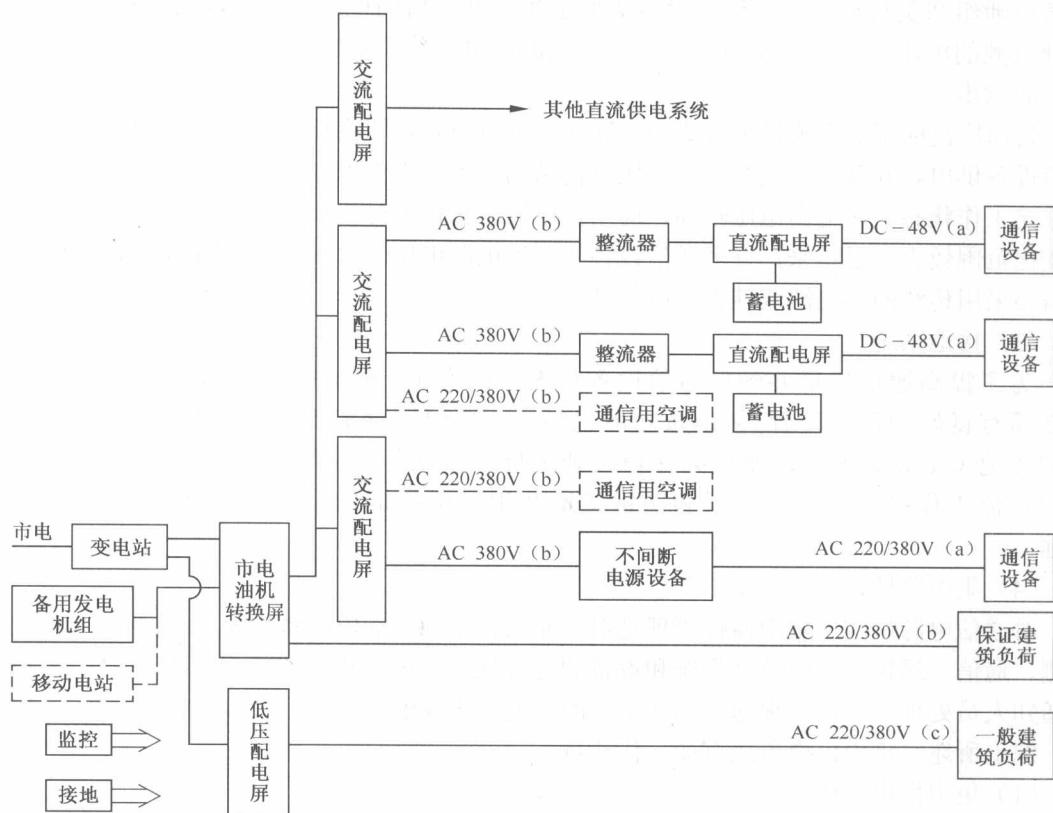 交流配电屏
其他直流供电系统
交流配电屏
AC 380V（b）
整流器
直流配电屏
DC－48V(a)
通信
设备
蓄电池
AC 380V（b）
整流器
直流配电屏
DC－48V(a)
通信
设备
蓄电池
AC 220/380V（b）
通信用空调
交流配电屏
AC 220/380V（b）
通信用空调
AC 380V（b）
不间断
电源设备
AC 220/380V（a）
通信
设备
市电
变电站
备用发电
机组
移动电站
市电
油机
转换屏
AC 220/380V（b）
保证建
筑负荷
监控
接地
低压配电屏
AC 220/380V（c）
一般建
筑负荷